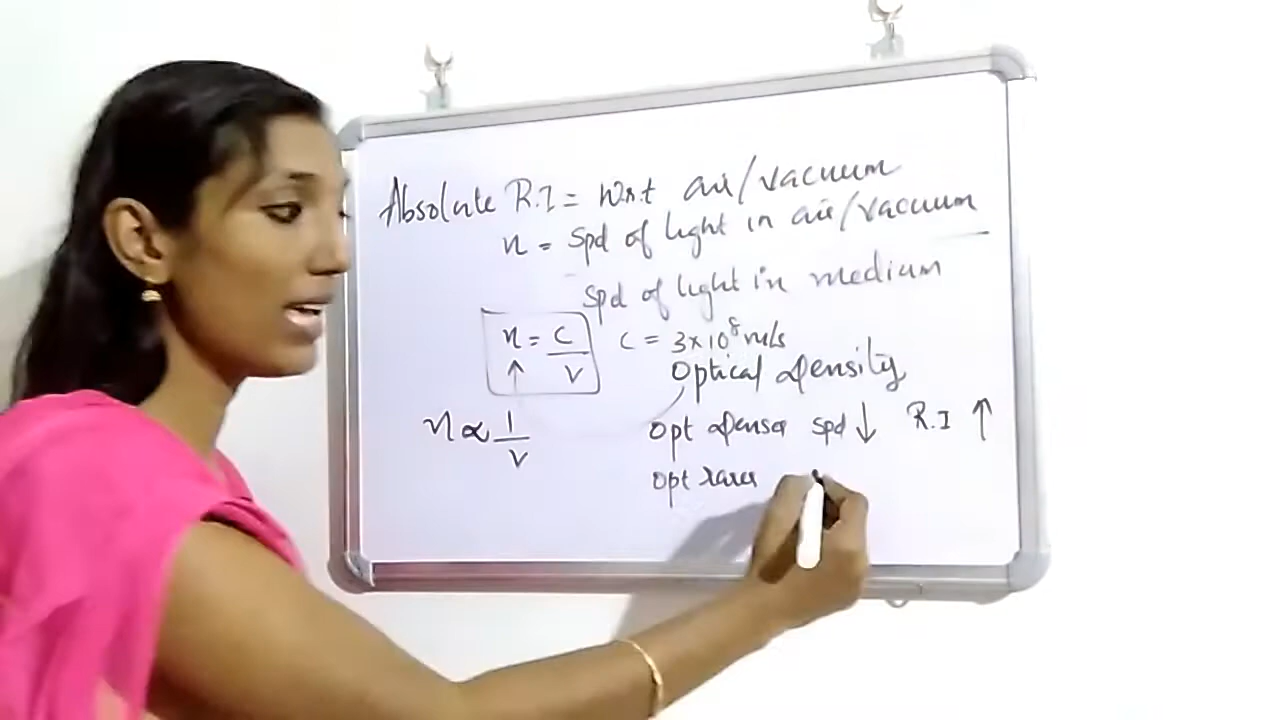 Absolute R.I = w.r.t air/vacuum
n = Spd of light in air/vacuum
Spd of light in medium
n = c/v c = 3×10⁸ m/s
↑
Optical density
n ∝ 1/v
Opt denser spd ↓ R.I ↑
Opt rarer